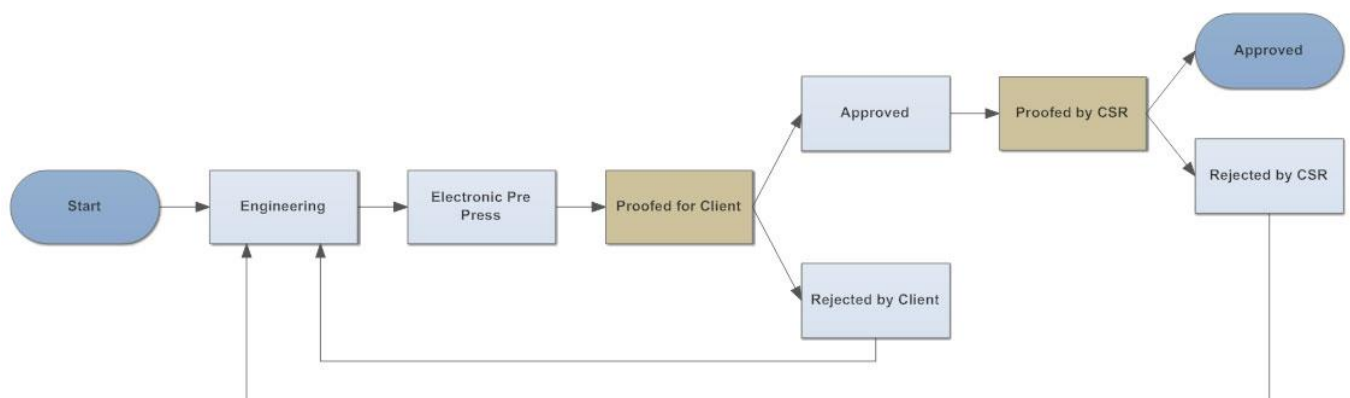 Start
Engineering
Electronic Pre
Press
Proofed for Client
Approved
Rejected by Client
Proofed by CSR
Approved
Rejected by CSR